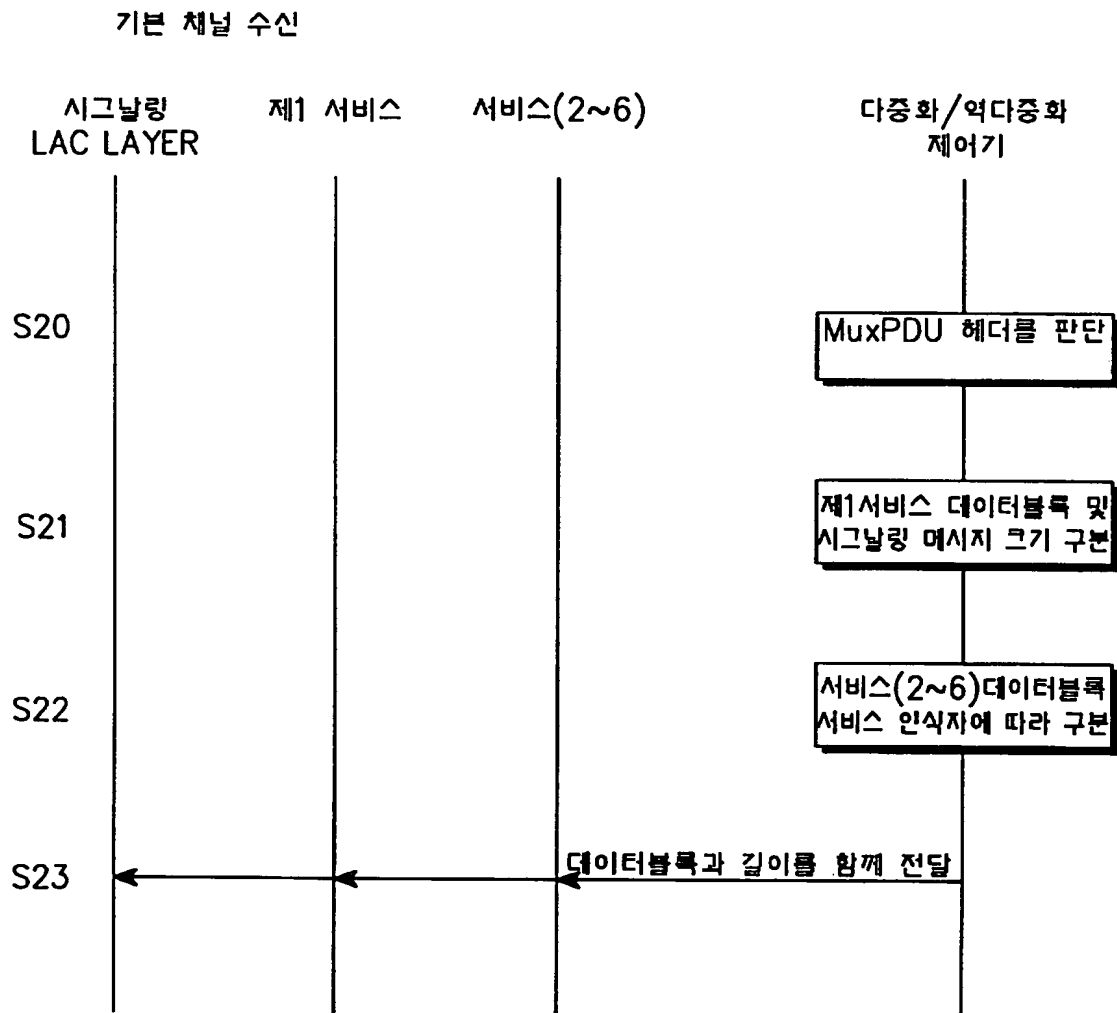 기본 채널 수신
시그날링
LAC LAYER
제1 서비스
서비스(2~6)
다중화/역다중화
제어기
S20
MuxPDU 헤더를 판단
S21
제1서비스 데이터블록 및
시그날링 메시지 크기 구분
S22
서비스(2~6)데이터블록
서비스 인식자에 따라 구분
S23
데이터블록과 길이를 함께 전달